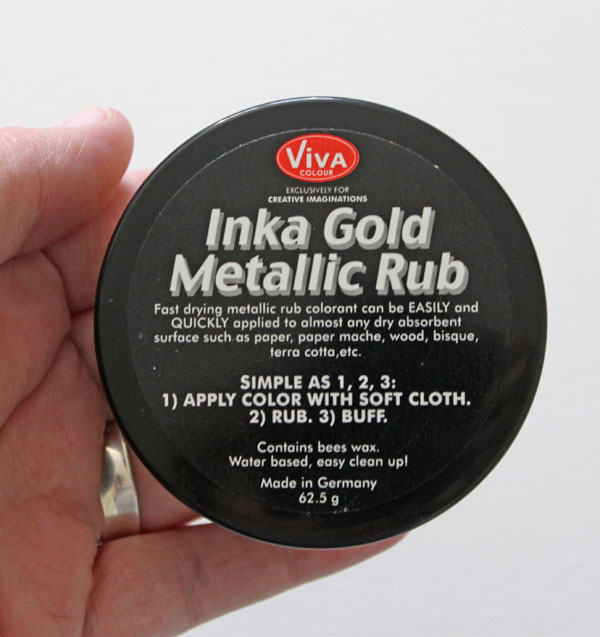 ViVA
COLOUR
EXCLUSIVELY FOR
CREATIVE IMAGINATIONS
Inka Gold
Metallic Rub
Fast drying metallic rub colorant can be EASILY and
QUICKLY applied to almost any dry absorbent
surface such as paper, paper mache, wood, bisque,
terra cotta,etc.
SIMPLE AS 1, 2, 3:
1) APPLY COLOR WITH SOFT CLOTH.
2) RUB. 3) BUFF.
Contains bees wax.
Water based, easy clean up!
Made in Germany
62.5 g